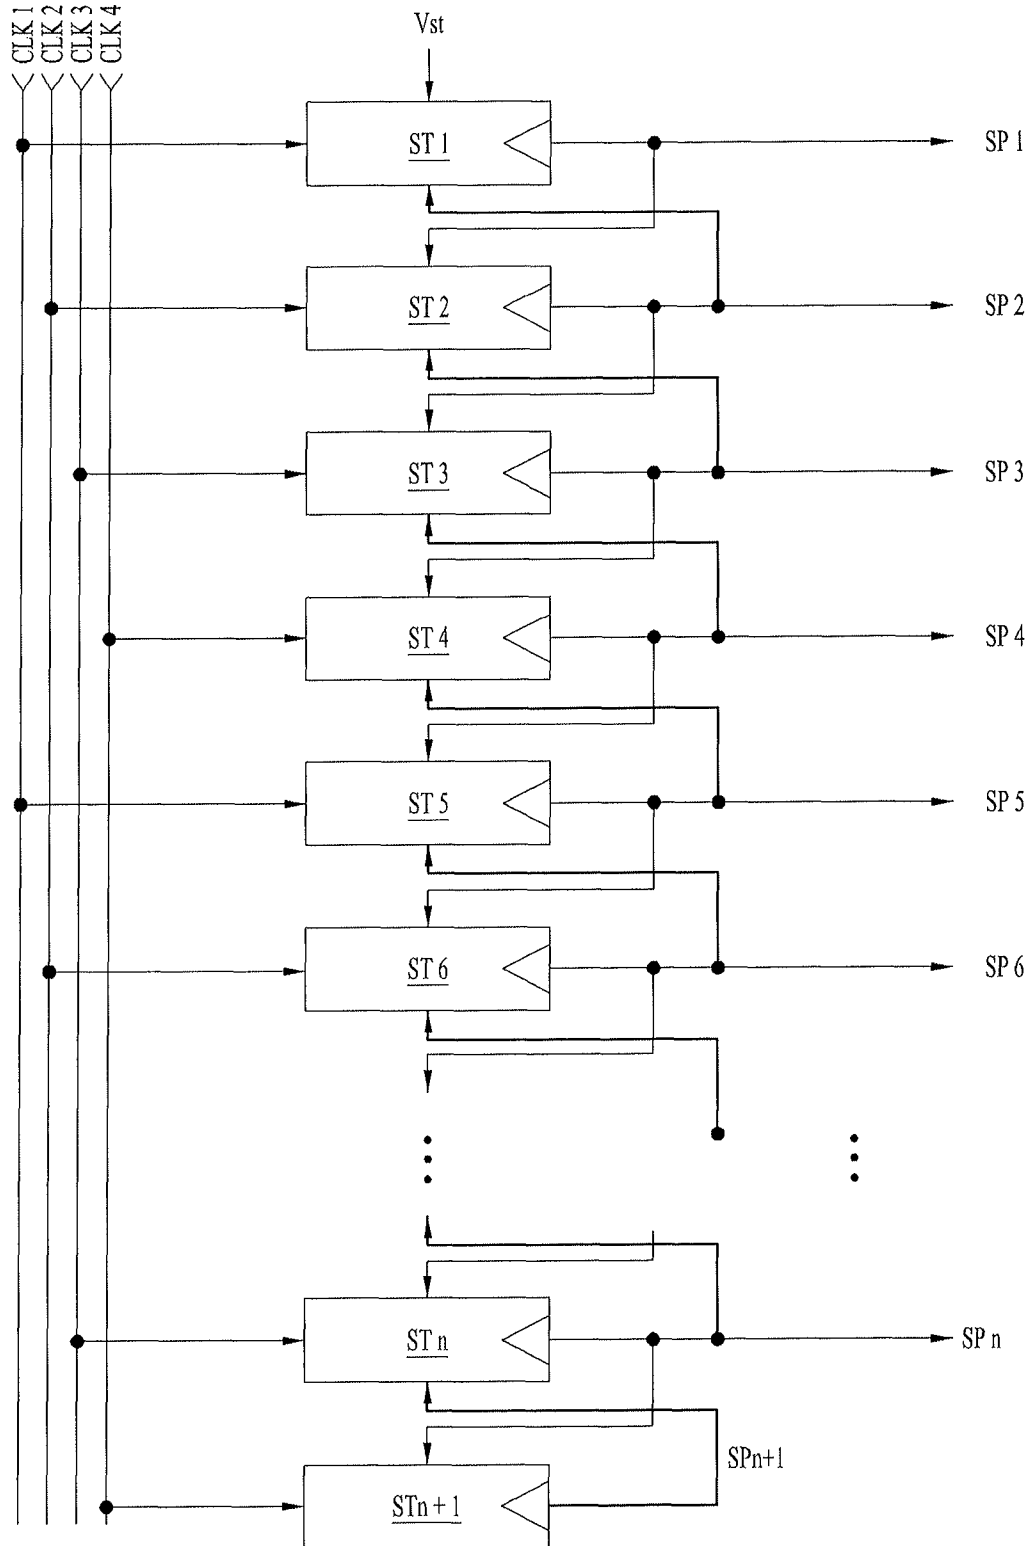 CLK 1
CLK 2
CLK 3
CLK 4
Vst
ST 1
SP 1
ST 2
SP 2
ST 3
SP 3
ST 4
SP 4
ST 5
SP 5
ST 6
SP 6
ST n
SP n
SPn+1
STn + 1